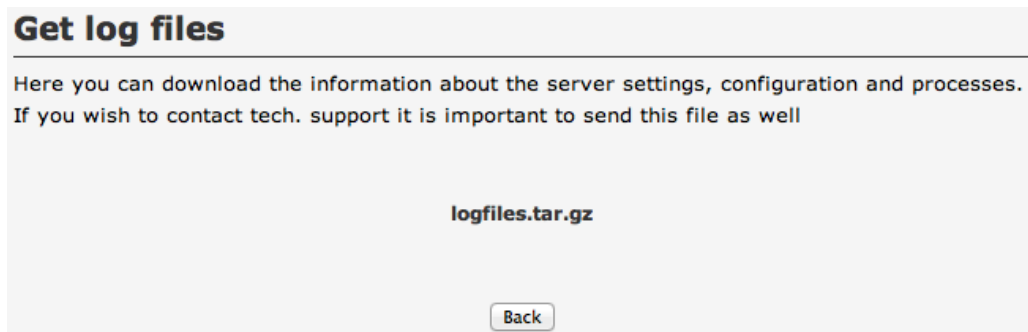 Get log files
Here you can download the information about the server settings, configuration and processes.
If you wish to contact tech. support it is important to send this file as well
logfiles.tar.gz
Back